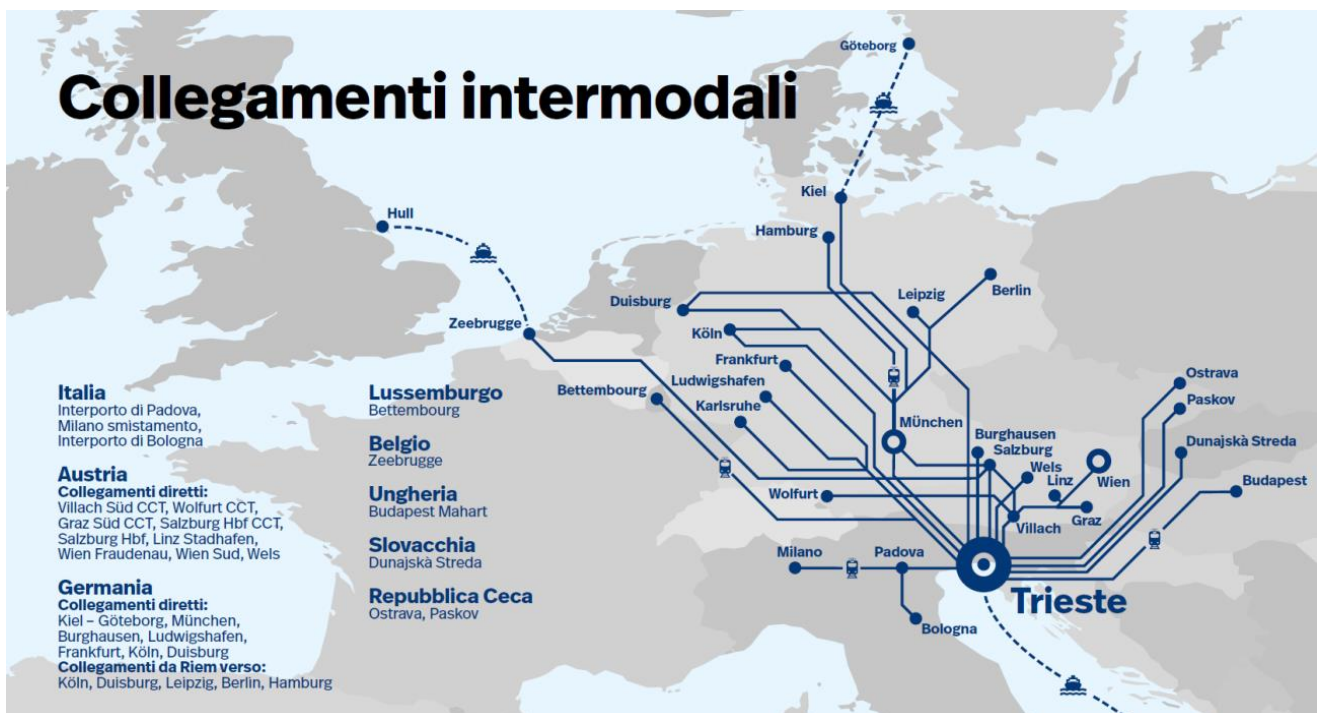 Collegamenti intermodali
Göteborg
Kiel
Hull
Hamburg
Berlin
Leipzig
Duisburg
Zeebrugge
Köln
Frankfurt
Ludwigshafen
Bettembourg
Karlsruhe
Ostrava
Paskov
München
Burghausen
Salzburg
Dunajskà Streda
Wels
Linz
Wien
Budapest
Wolfurt
Graz
Villach
Milano
Padova
Trieste
Bologna
Italia
Interporto di Padova,
Milano smistamento,
Interporto di Bologna
Austria
Collegamenti diretti:
Villach Süd CCT, Wolfurt CCT,
Graz Süd CCT, Salzburg Hbf CCT,
Salzburg Hbf, Linz Stadhafen,
Wien Fraudenau, Wien Sud, Wels
Germania
Collegamenti diretti:
Kiel – Göteborg, München,
Burghausen, Ludwigshafen,
Frankfurt, Köln, Duisburg
Collegamenti da Riem verso:
Köln, Duisburg, Leipzig, Berlin, Hamburg
Lussemburgo
Bettembourg
Belgio
Zeebrugge
Ungheria
Budapest Mahart
Slovacchia
Dunajskà Streda
Repubblica Ceca
Ostrava, Paskov